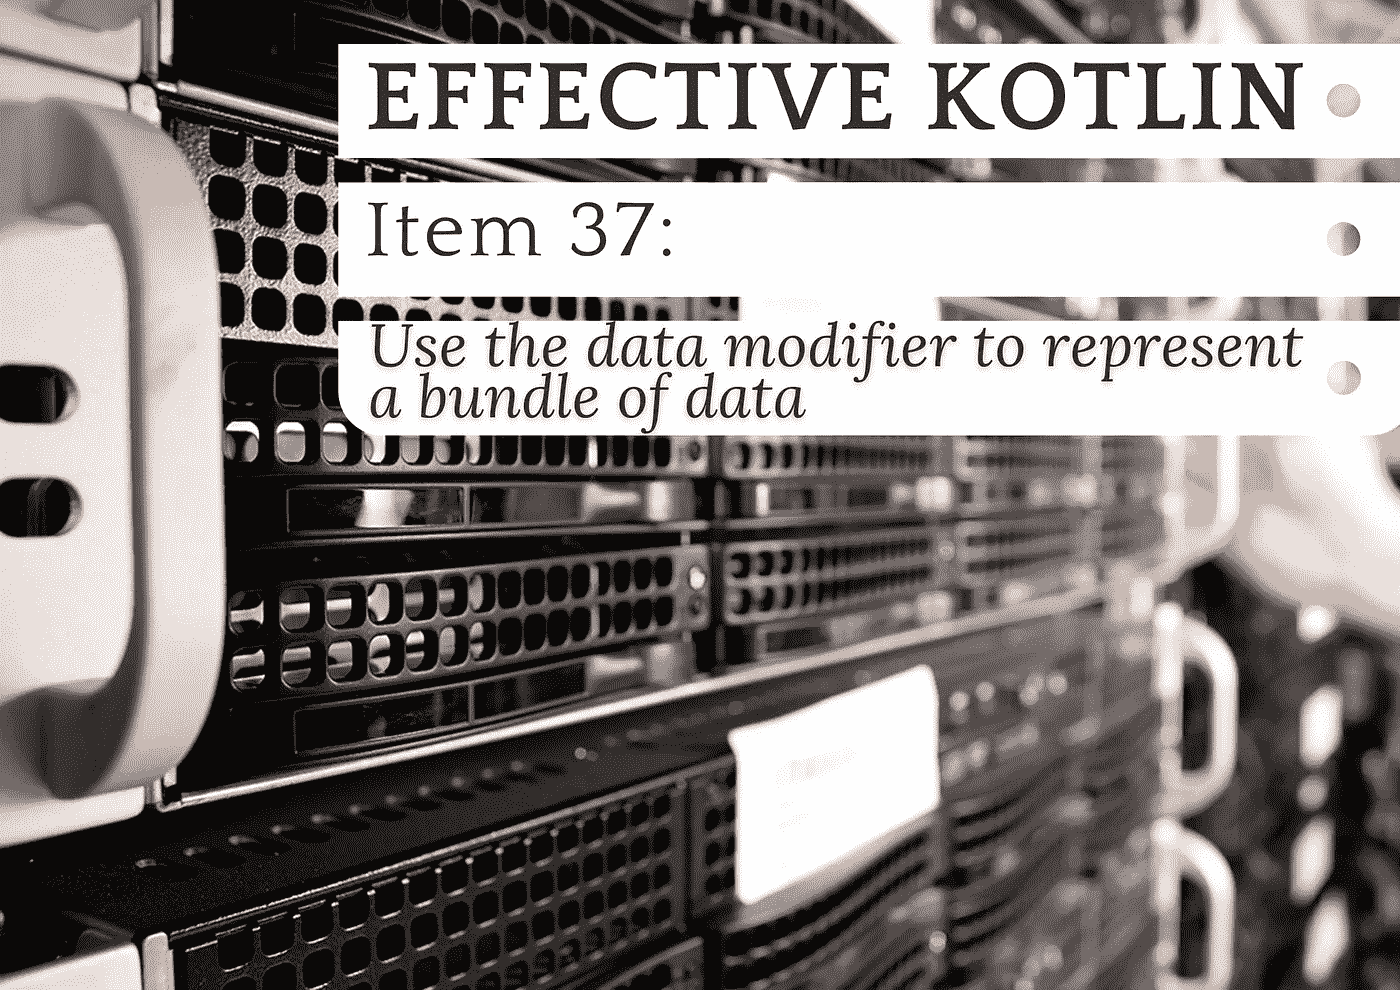 EFFECTIVE KOTLIN
Item 37:
Use the data modifier to represent
a bundle of data